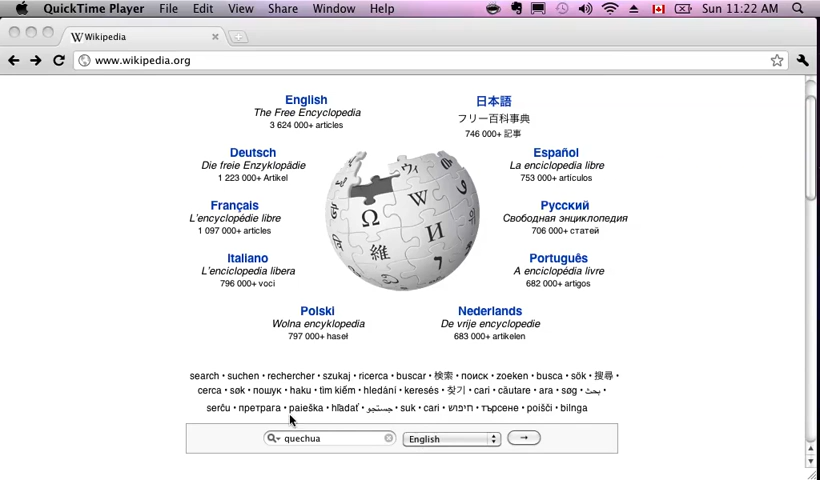 QuickTime Player File Edit View Share Window Help Sun 11:22 AM
Wikipedia
www.wikipedia.org
English
The Free Encyclopedia
3 624 000+ articles
日本語
フリー百科事典
746 000+ 記事
Deutsch
Die freie Enzyklopädie
1 223 000+ Artikel
Español
La enciclopedia libre
753 000+ artículos
Français
L'encyclopédie libre
1 097 000+ articles
Русский
Свободная энциклопедия
706 000+ статей
Italiano
L'enciclopedia libera
796 000+ voci
Português
A enciclopédia livre
682 000+ artigos
Polski
Wolna encyklopedia
797 000+ haseł
Nederlands
De vrije encyclopedie
683 000+ artikelen
Ω W И 維 ウィ
search • suchen • rechercher • szukaj • ricerca • buscar • 検索 • поиск • zoeken • busca • sök • 搜尋 •
cerca • søk • пошук • haku • tìm kiếm • hledání • keresés • 찾기 • cari • căutare • ara • søg • بحث •
serĉu • претрага • paieška • hľadať • جستجو • suk • cari • חיפוש • търсене • poišči • bilnga
quechua English →